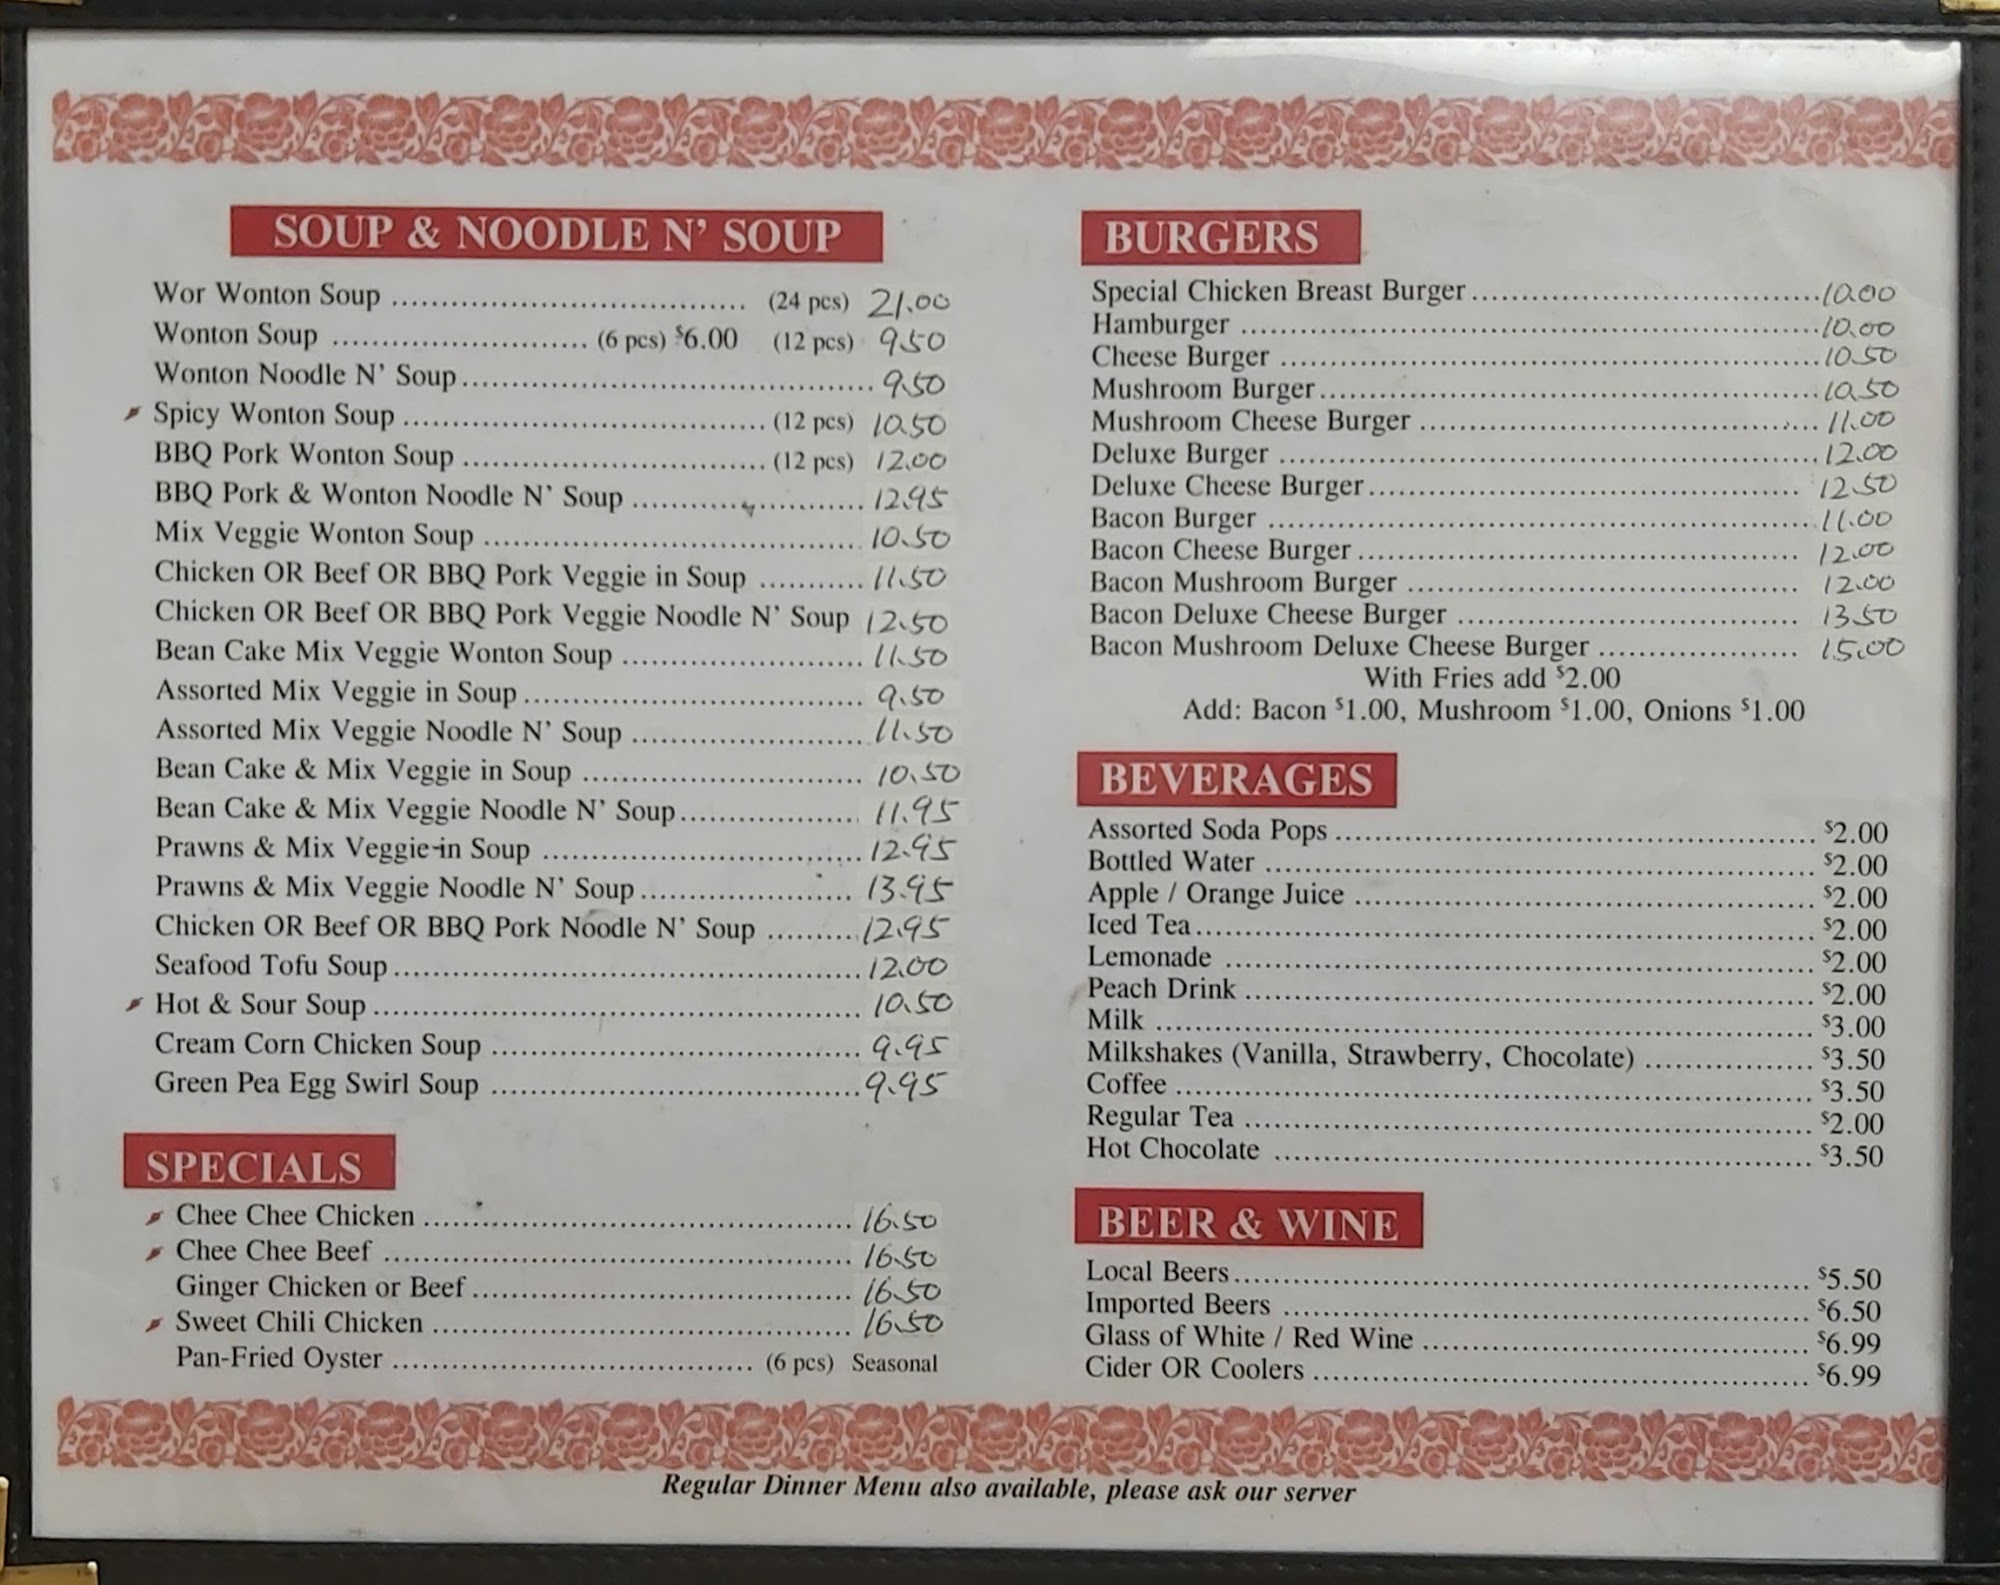 SOUP & NOODLE N' SOUP
Wor Wonton Soup (24 pcs) 21.00
Wonton Soup (6 pcs) $6.00 (12 pcs) 9.50
Wonton Noodle N' Soup 9.50
Spicy Wonton Soup (12 pcs) 10.50
BBQ Pork Wonton Soup (12 pcs) 12.00
BBQ Pork & Wonton Noodle N' Soup 12.95
Mix Veggie Wonton Soup 10.50
Chicken OR Beef OR BBQ Pork Veggie in Soup 11.50
Chicken OR Beef OR BBQ Pork Veggie Noodle N' Soup 12.50
Bean Cake Mix Veggie Wonton Soup 11.50
Assorted Mix Veggie in Soup 9.50
Assorted Mix Veggie Noodle N' Soup 11.50
Bean Cake & Mix Veggie in Soup 10.50
Bean Cake & Mix Veggie Noodle N' Soup 11.95
Prawns & Mix Veggie in Soup 12.95
Prawns & Mix Veggie Noodle N' Soup 13.95
Chicken OR Beef OR BBQ Pork Noodle N' Soup 12.95
Seafood Tofu Soup 12.00
Hot & Sour Soup 10.50
Cream Corn Chicken Soup 9.95
Green Pea Egg Swirl Soup 9.95
SPECIALS
Chee Chee Chicken 16.50
Chee Chee Beef 16.50
Ginger Chicken or Beef 16.50
Sweet Chili Chicken 16.50
Pan-Fried Oyster (6 pcs) Seasonal
BURGERS
Special Chicken Breast Burger 10.00
Hamburger 10.00
Cheese Burger 10.50
Mushroom Burger 10.50
Mushroom Cheese Burger 11.00
Deluxe Burger 12.00
Deluxe Cheese Burger 12.50
Bacon Burger 11.00
Bacon Cheese Burger 12.00
Bacon Mushroom Burger 12.00
Bacon Deluxe Cheese Burger 13.50
Bacon Mushroom Deluxe Cheese Burger 15.00
With Fries add $2.00
Add: Bacon $1.00, Mushroom $1.00, Onions $1.00
BEVERAGES
Assorted Soda Pops $2.00
Bottled Water $2.00
Apple / Orange Juice $2.00
Iced Tea $2.00
Lemonade $2.00
Peach Drink $2.00
Milk $3.00
Milkshakes (Vanilla, Strawberry, Chocolate) $3.50
Coffee $3.50
Regular Tea $2.00
Hot Chocolate $3.50
BEER & WINE
Local Beers $5.50
Imported Beers $6.50
Glass of White / Red Wine $6.99
Cider OR Coolers $6.99
Regular Dinner Menu also available, please ask our server